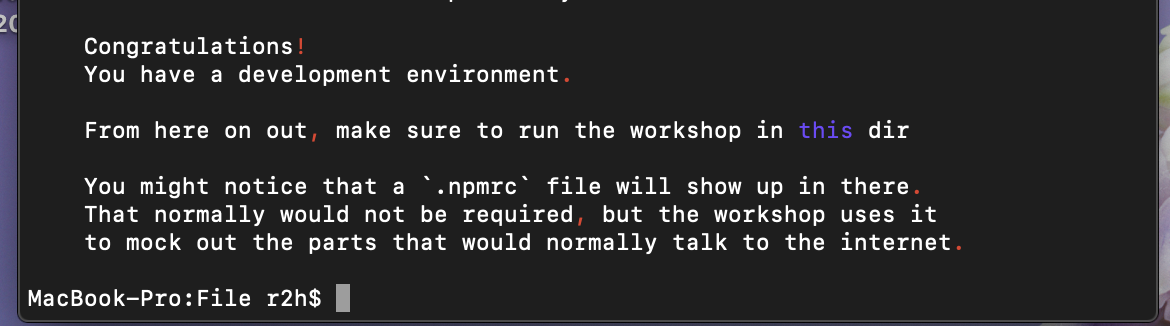 Congratulations!
You have a development environment.
From here on out, make sure to run the workshop in this dir
You might notice that a `.npmrc` file will show up in there.
That normally would not be required, but the workshop uses it
to mock out the parts that would normally talk to the internet.
MacBook-Pro:File r2h$